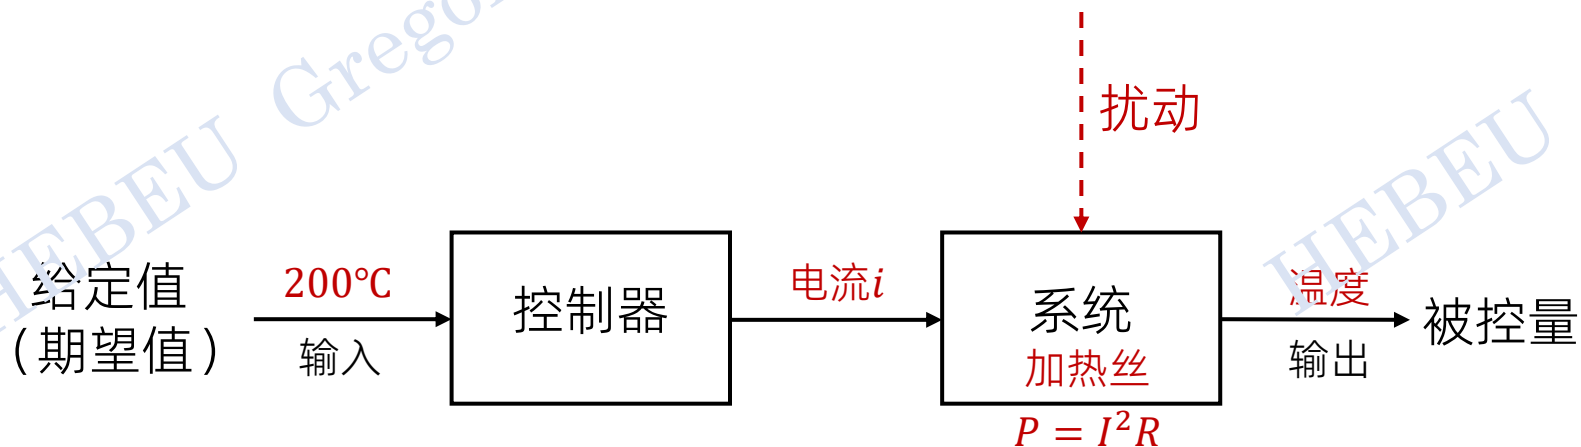 扰动
给定值
（期望值）
200℃
输入
控制器
电流i
系统
加热丝
P = I²R
温度
输出
被控量
HEBEU Grego
HEBEU